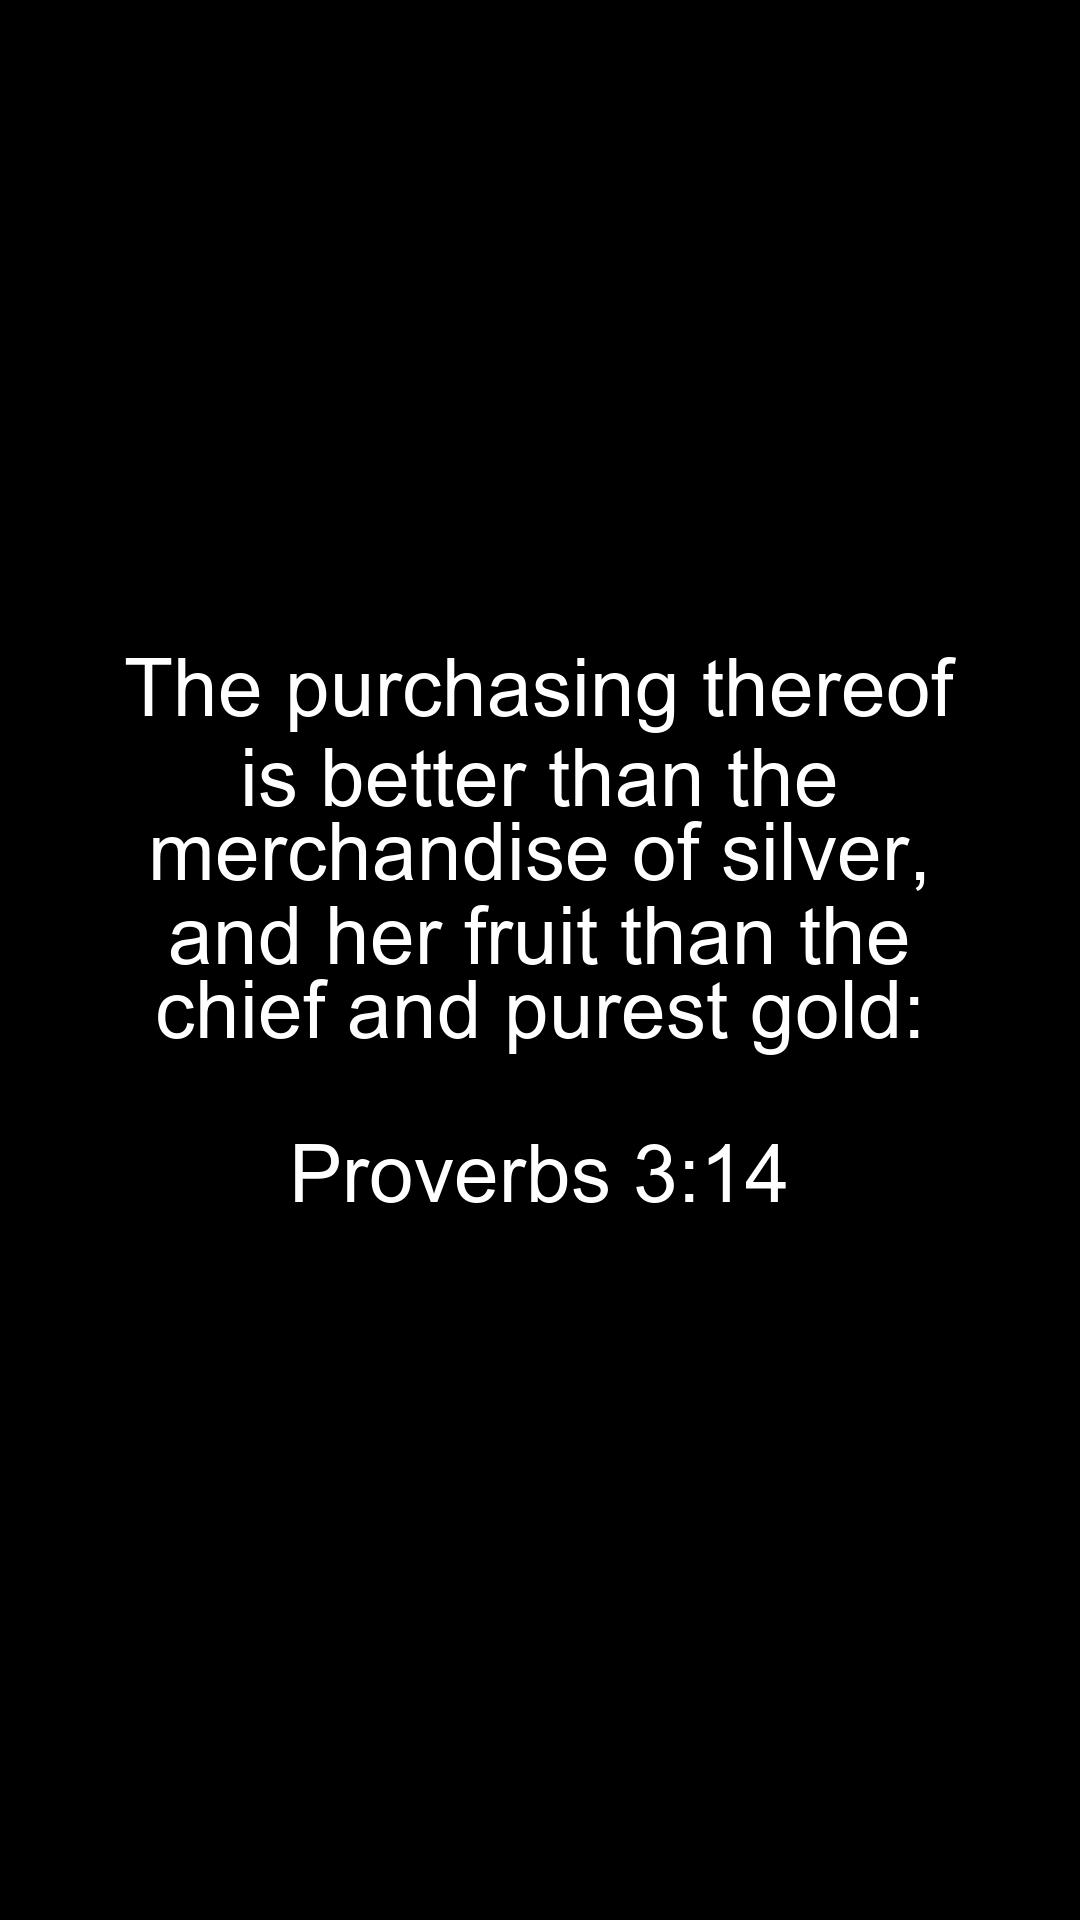 The purchasing thereof
is better than the
merchandise of silver,
and her fruit than the
chief and purest gold:
Proverbs 3:14